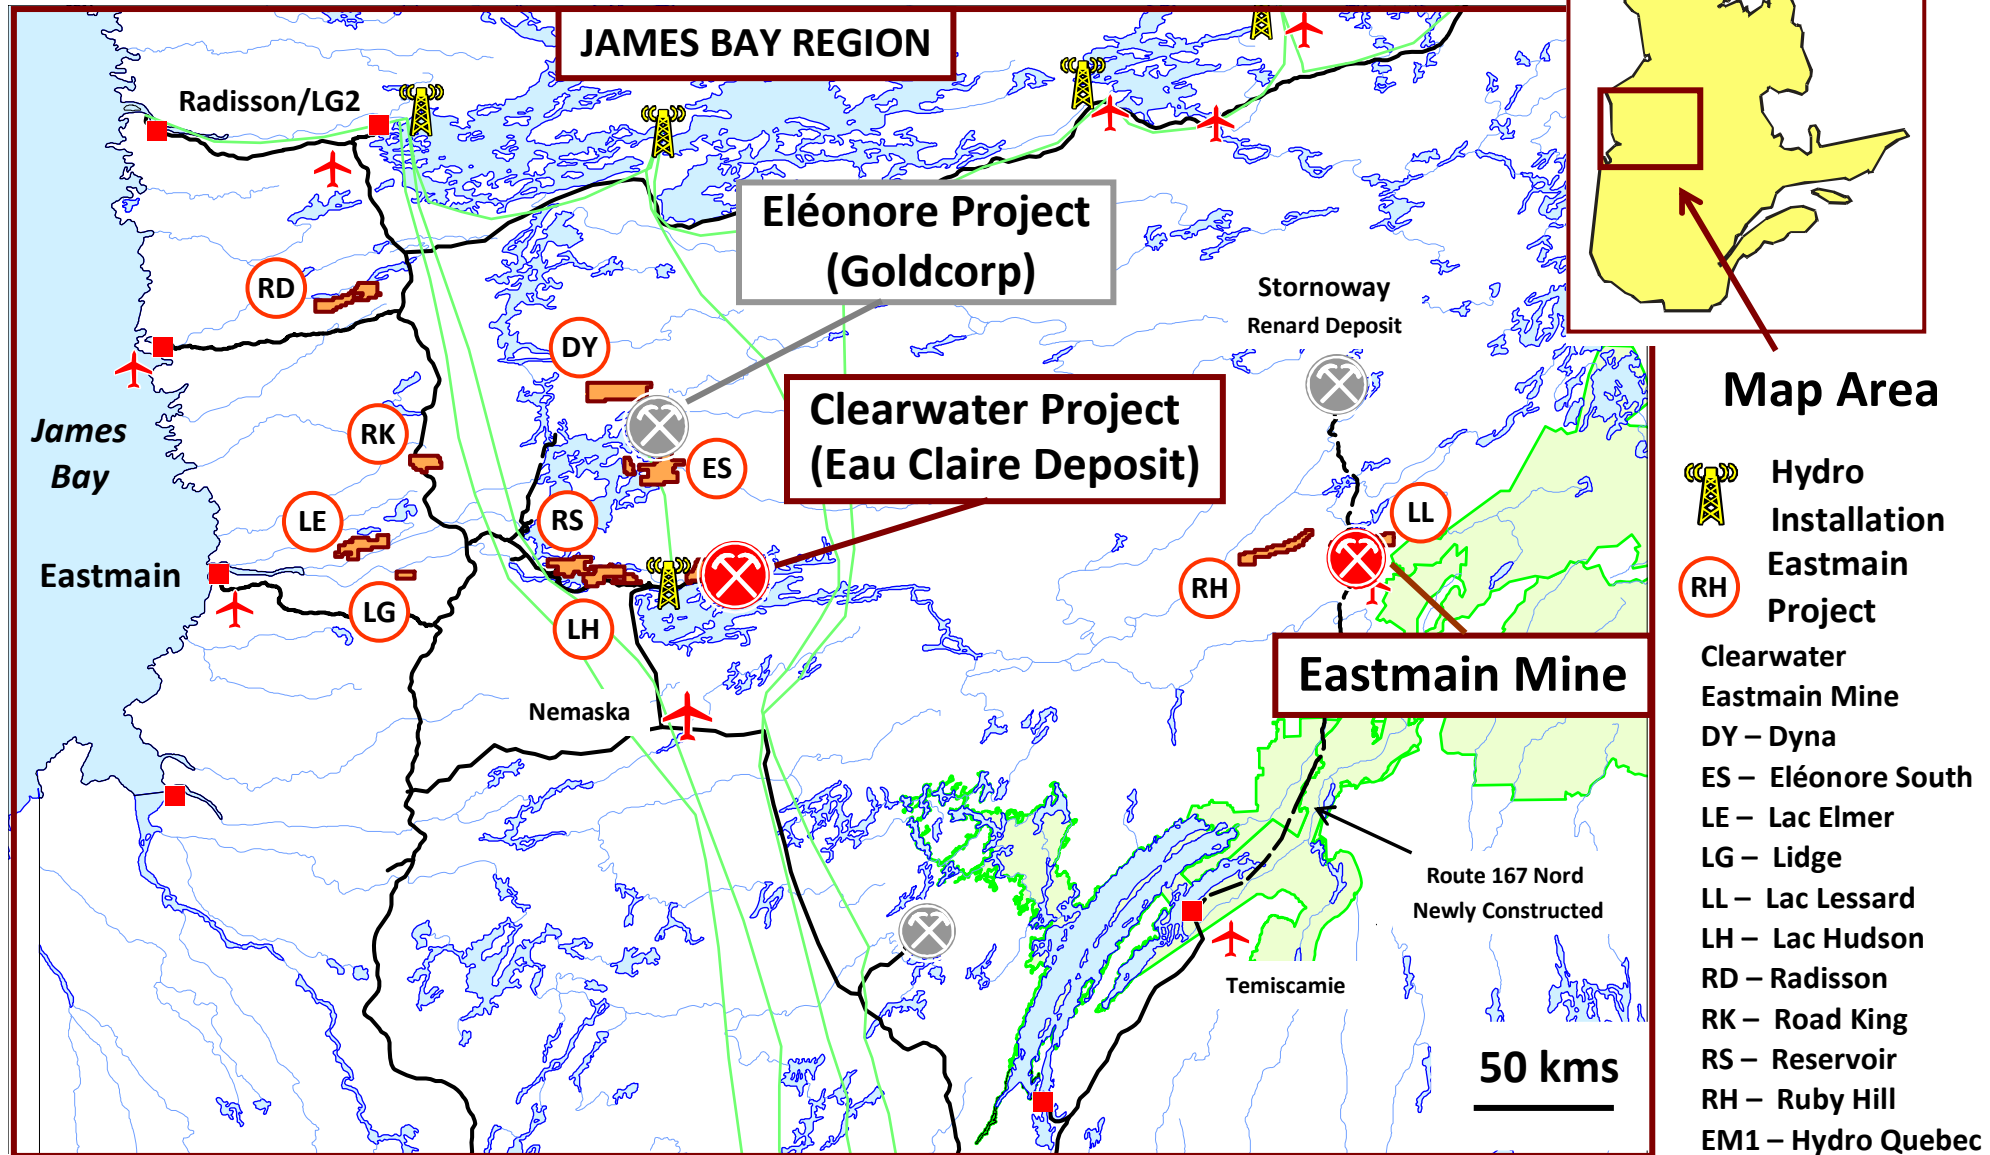 JAMES BAY REGION
Radisson/LG2
Eléonore Project
(Goldcorp)
RD
Stornoway
Renard Deposit
DY
Clearwater Project
(Eau Claire Deposit)
James
Bay
RK
ES
LE
RS
LL
Eastmain
LG
LH
RH
Eastmain Mine
Nemaska
Route 167 Nord
Newly Constructed
Temiscamie
50 kms
Map Area
Hydro
Installation
RH
Eastmain
Project
Clearwater
Eastmain Mine
DY – Dyna
ES – Eléonore South
LE – Lac Elmer
LG – Lidge
LL – Lac Lessard
LH – Lac Hudson
RD – Radisson
RK – Road King
RS – Reservoir
RH – Ruby Hill
EM1 – Hydro Quebec